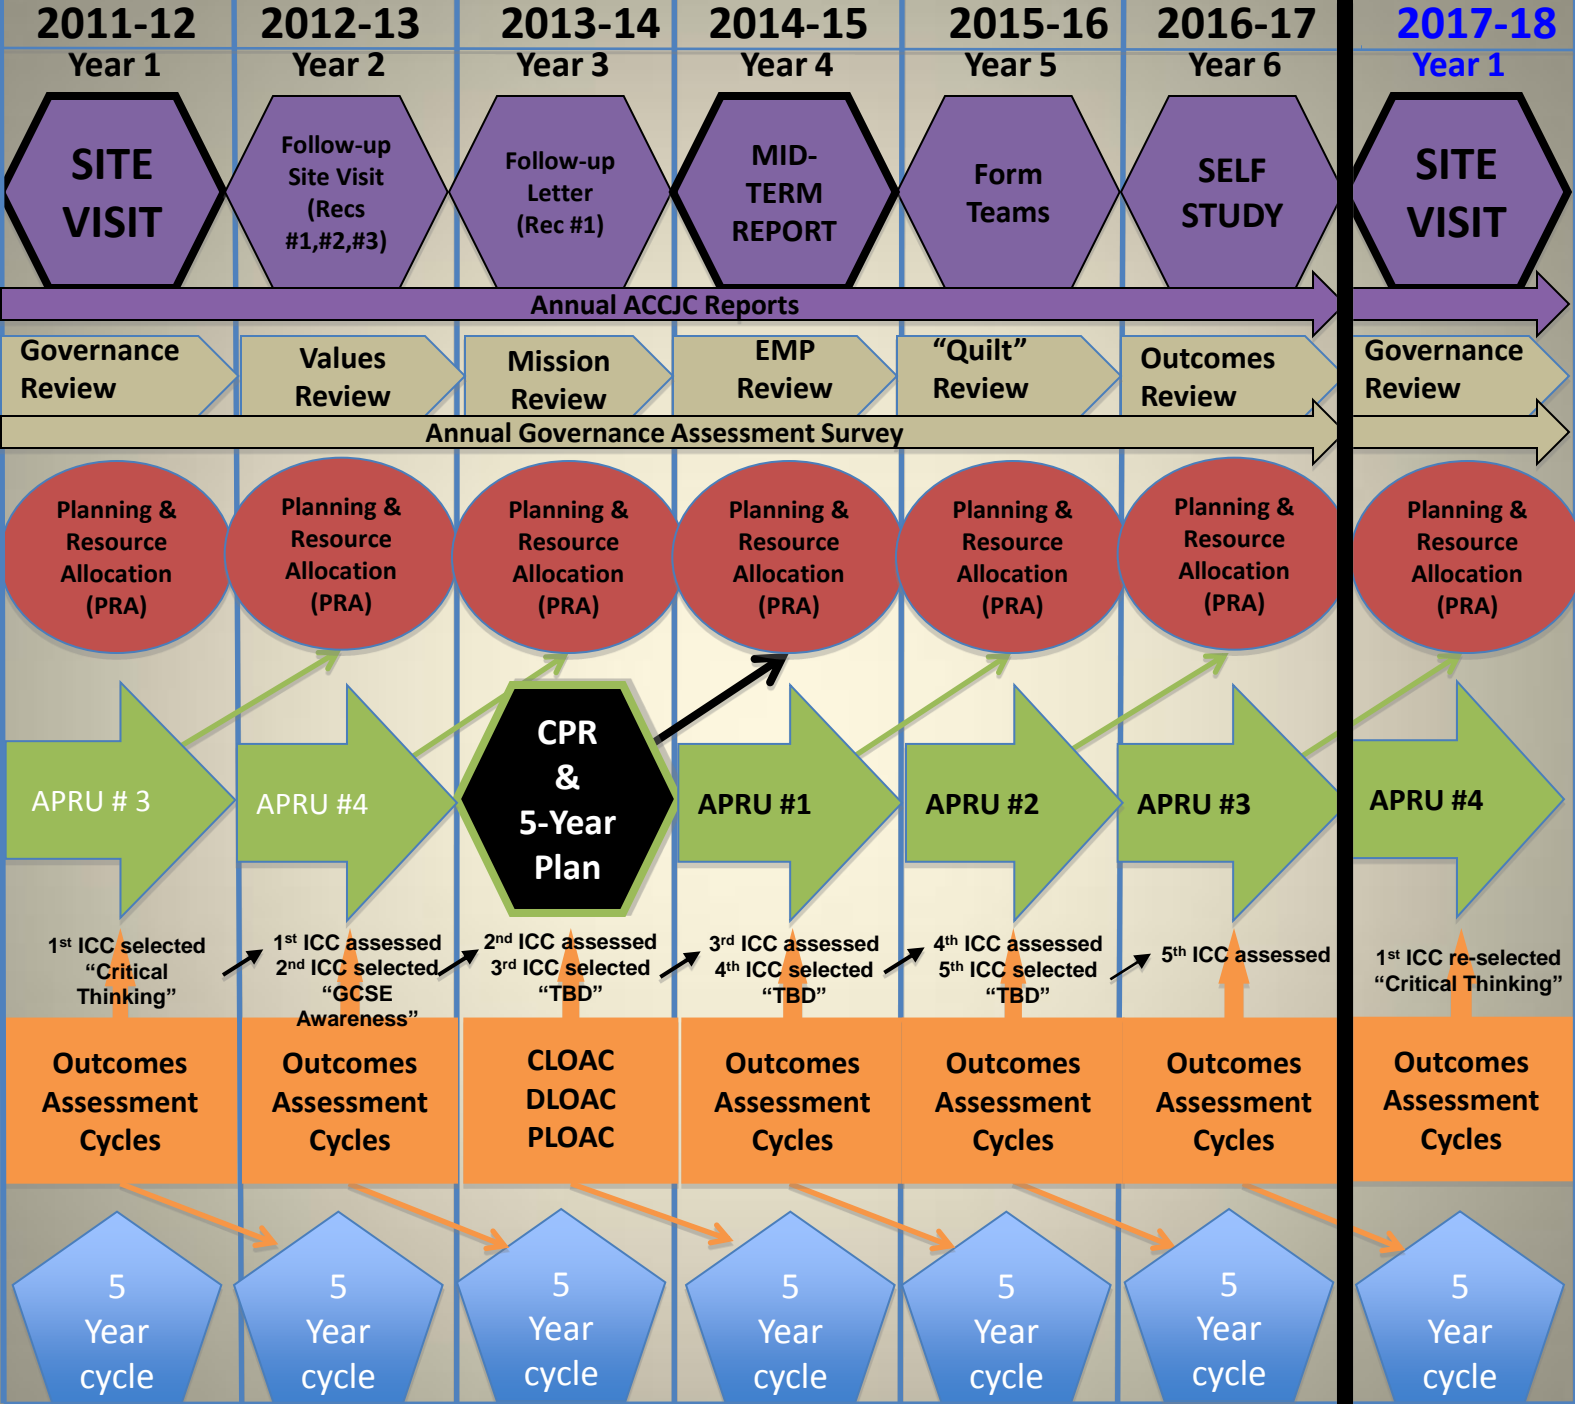 2011-12
2012-13
2013-14
2014-15
2015-16
2016-17
2017-18
Year 1
Year 2
Year 3
Year 4
Year 5
Year 6
Year 1
SITE
VISIT
Follow-up
Site Visit
(Recs
#1,#2,#3)
Follow-up
Letter
(Rec #1)
MID-
TERM
REPORT
Form
Teams
SELF
STUDY
SITE
VISIT
Annual ACCJC Reports
Governance
Review
Values
Review
Mission
Review
EMP
Review
“Quilt”
Review
Outcomes
Review
Governance
Review
Annual Governance Assessment Survey
Planning &
Resource
Allocation
(PRA)
Planning &
Resource
Allocation
(PRA)
Planning &
Resource
Allocation
(PRA)
Planning &
Resource
Allocation
(PRA)
Planning &
Resource
Allocation
(PRA)
Planning &
Resource
Allocation
(PRA)
Planning &
Resource
Allocation
(PRA)
APRU # 3
APRU #4
CPR
&
5-Year
Plan
APRU #1
APRU #2
APRU #3
APRU #4
1st ICC selected
“Critical
Thinking”
1st ICC assessed
2nd ICC selected
“GCSE
Awareness”
2nd ICC assessed
3rd ICC selected
“TBD”
3rd ICC assessed
4th ICC selected
“TBD”
4th ICC assessed
5th ICC selected
“TBD”
5th ICC assessed
1st ICC re-selected
“Critical Thinking”
Outcomes
Assessment
Cycles
Outcomes
Assessment
Cycles
CLOAC
DLOAC
PLOAC
Outcomes
Assessment
Cycles
Outcomes
Assessment
Cycles
Outcomes
Assessment
Cycles
Outcomes
Assessment
Cycles
5
Year
cycle
5
Year
cycle
5
Year
cycle
5
Year
cycle
5
Year
cycle
5
Year
cycle
5
Year
cycle